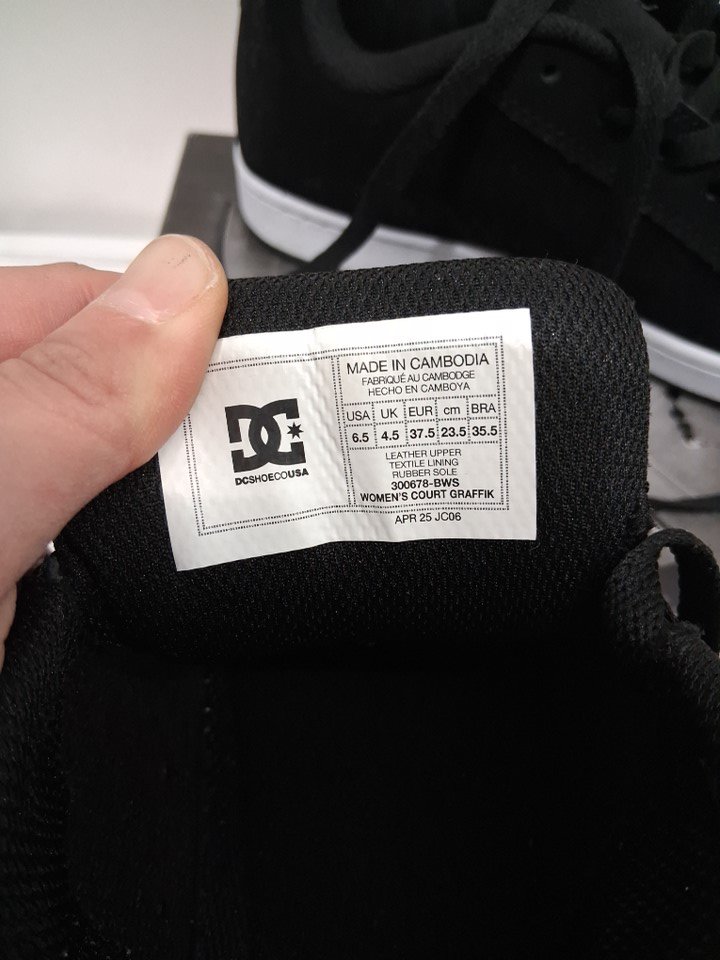 DC
DCSHOECOUSA
MADE IN CAMBODIA
FABRIQUÉ AU CAMBODGE
HECHO EN CAMBOYA
USA UK EUR cm BRA
6.5 4.5 37.5 23.5 35.5
LEATHER UPPER
TEXTILE LINING
RUBBER SOLE
300678-BWS
WOMEN'S COURT GRAFFIK
APR 25 JC06